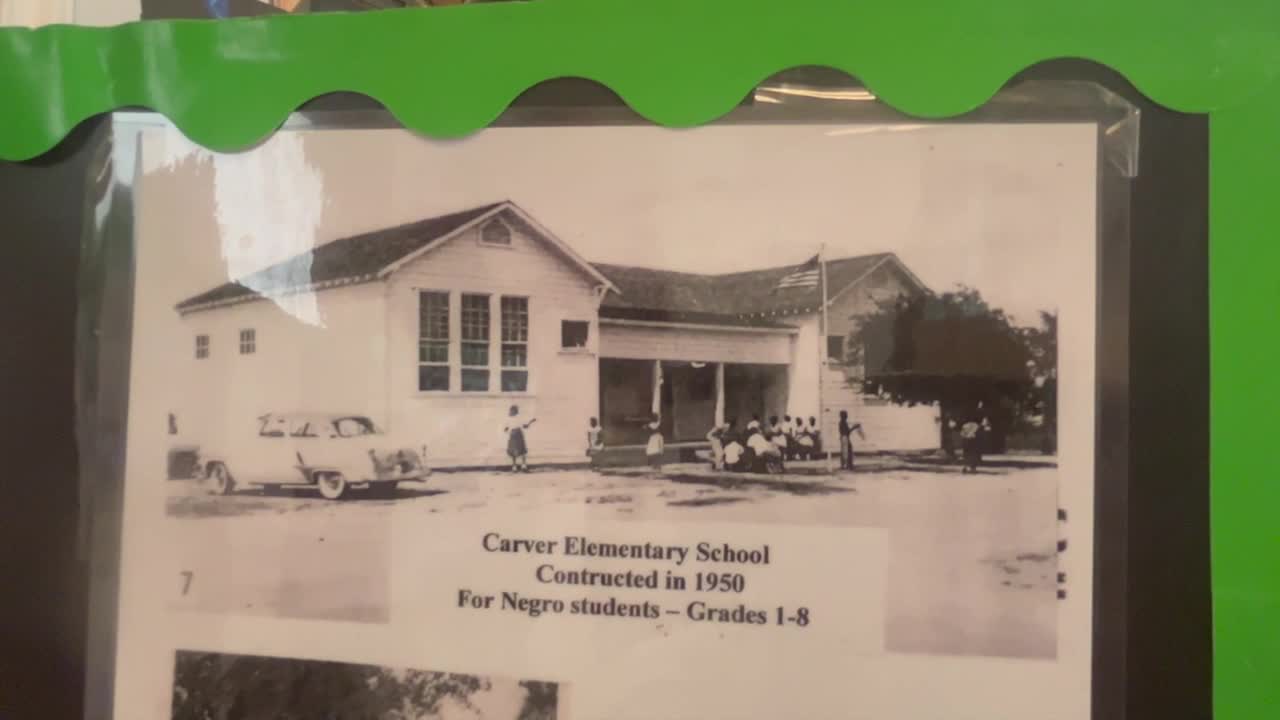 7
Carver Elementary School
Contructed in 1950
For Negro students – Grades 1-8